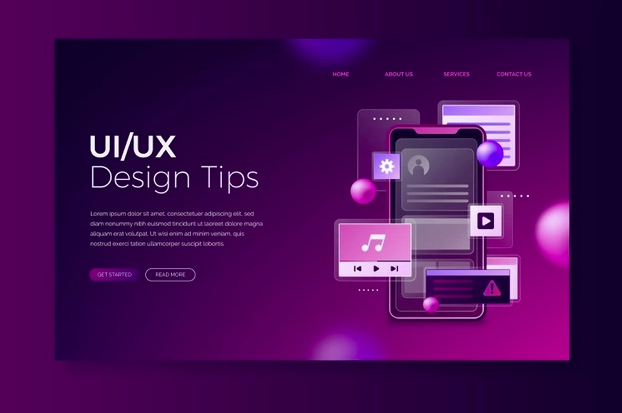 HOME
ABOUT US
SERVICES
CONTACT US
UI/UX
Design Tips
Lorem ipsum dolor sit amet, consectetuer adipiscing elit, sed
diam nonummy nibh euismod tincidunt ut laoreet dolore magna
aliquam erat volutpat. Ut wisi enim ad minim veniam, quis
nostrud exerci tation ullamcorper suscipit lobortis.
GET STARTED
READ MORE